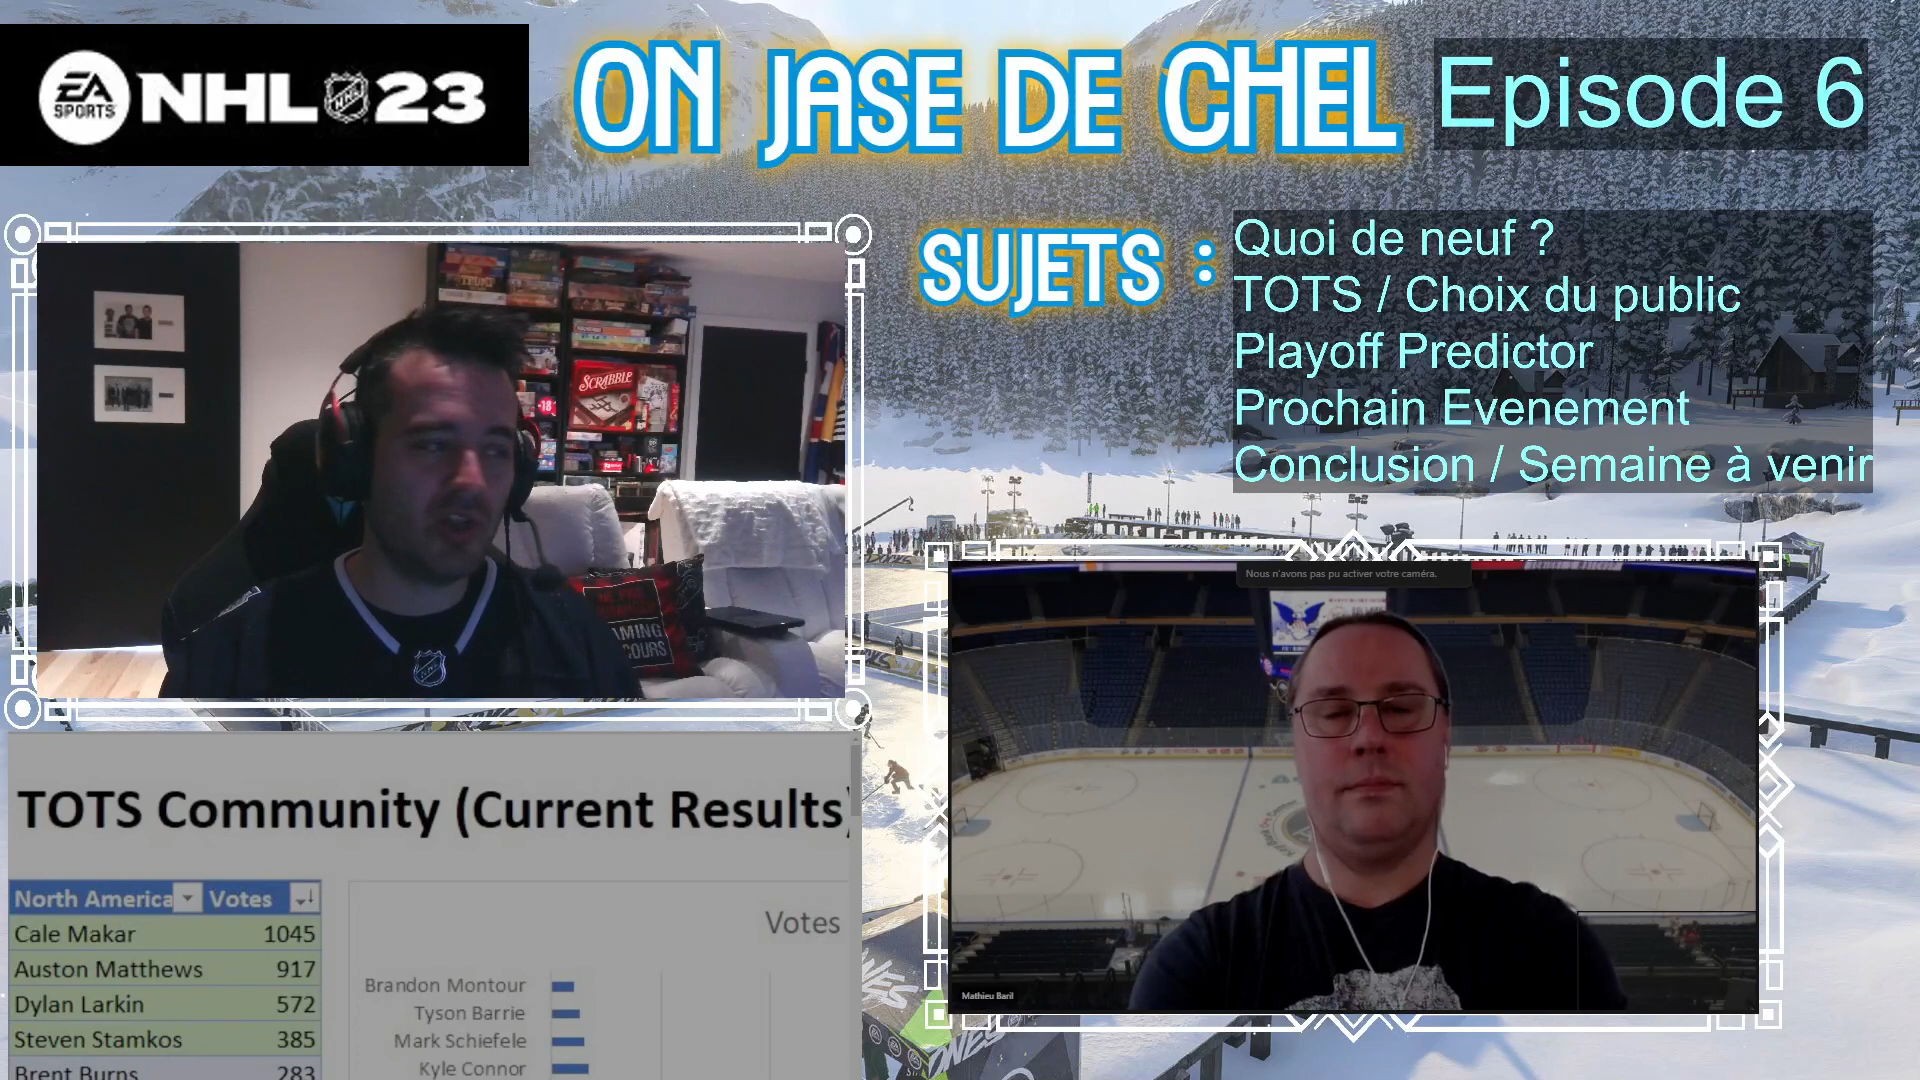 EA
SPORTS
NHL NHL 23
ON JASE DE CHEL
Episode 6
SUJETS :
Quoi de neuf ?
TOTS / Choix du public
Playoff Predictor
Prochain Evenement
Conclusion / Semaine à venir
SCRABBLE
-18
NHL
Nous n'avons pas pu activer votre caméra.
Mathieu Baril
TOTS Community (Current Results)
North America Votes
Cale Makar 1045
Auston Matthews 917
Dylan Larkin 572
Steven Stamkos 385
Brent Burns 283
Votes
Brandon Montour
Tyson Barrie
Mark Schiefele
Kyle Connor